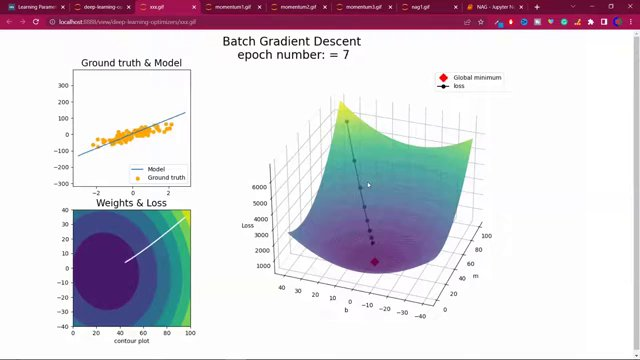 Learning Param
deep-learning-optimizers/
xxx.gif
momentum1.gif
momentum2.gif
momentum3.gif
nag1.gif
NAG - Jupyter Not
localhost:8888/view/deep-learning-optimizers/xxx.gif
Batch Gradient Descent
epoch number: = 7
Ground truth & Model
300
200
100
0
−100
−200
−300
−2
0
2
Model
Ground truth
Weights & Loss
40
30
20
10
0
−10
−20
−30
−40
0
20
40
60
80
100
contour plot
Global minimum
loss
Loss
6000
5000
4000
3000
2000
1000
40
30
20
10
0
−10
−20
−30
−40
b
0
20
40
60
80
100
m